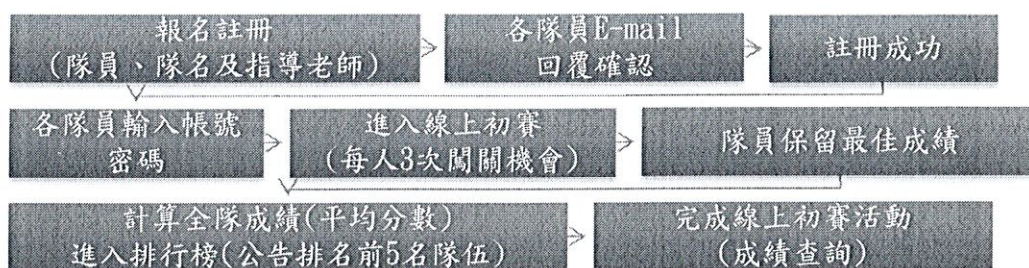 報名註冊
(隊員、隊名及指導老師)
各隊員E-mail
回覆確認
註冊成功
各隊員輸入帳號
密碼
進入線上初賽
(每人3次闖關機會)
隊員保留最佳成績
計算全隊成績(平均分數)
進入排行榜(公告排名前5名隊伍)
完成線上初賽活動
(成績查詢)